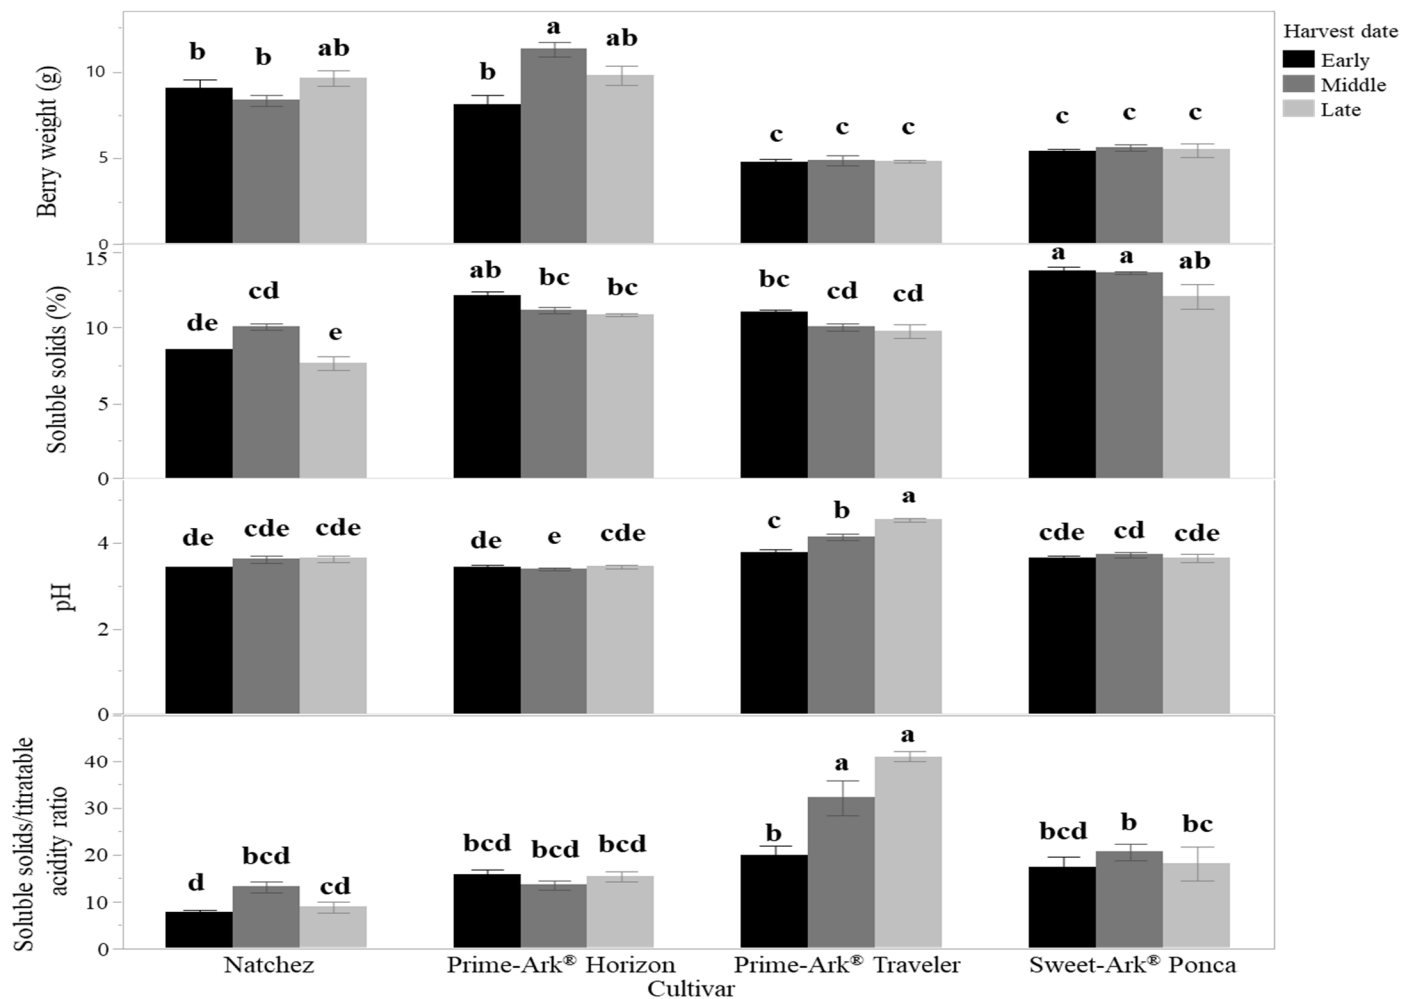 Harvest date
Early
Middle
Late
Berry weight (g)
10
5
0
b b ab
b a ab
c c c
c c c
Soluble solids (%)
15
10
5
0
de cd e
ab bc bc
bc cd cd
a a ab
pH
4
2
0
de cde cde
de e cde
c b a
cde cd cde
Soluble solids/titratable
acidity ratio
40
30
20
10
0
d bcd cd
bcd bcd bcd
b a a
bcd b bc
Natchez Prime-Ark® Horizon Prime-Ark® Traveler Sweet-Ark® Ponca
Cultivar